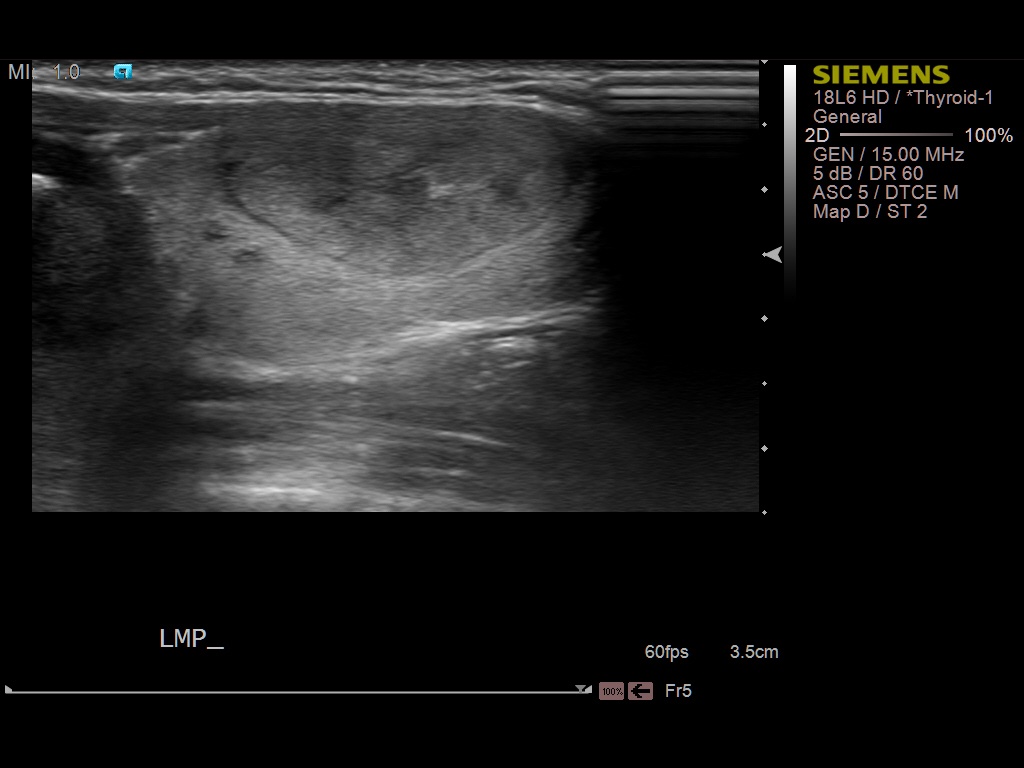 MI: 1.0
SIEMENS
18L6 HD / *Thyroid-1
General
2D 100%
GEN / 15.00 MHz
5 dB / DR 60
ASC 5 / DTCE M
Map D / ST 2
LMP_
60fps 3.5cm
100% Fr5